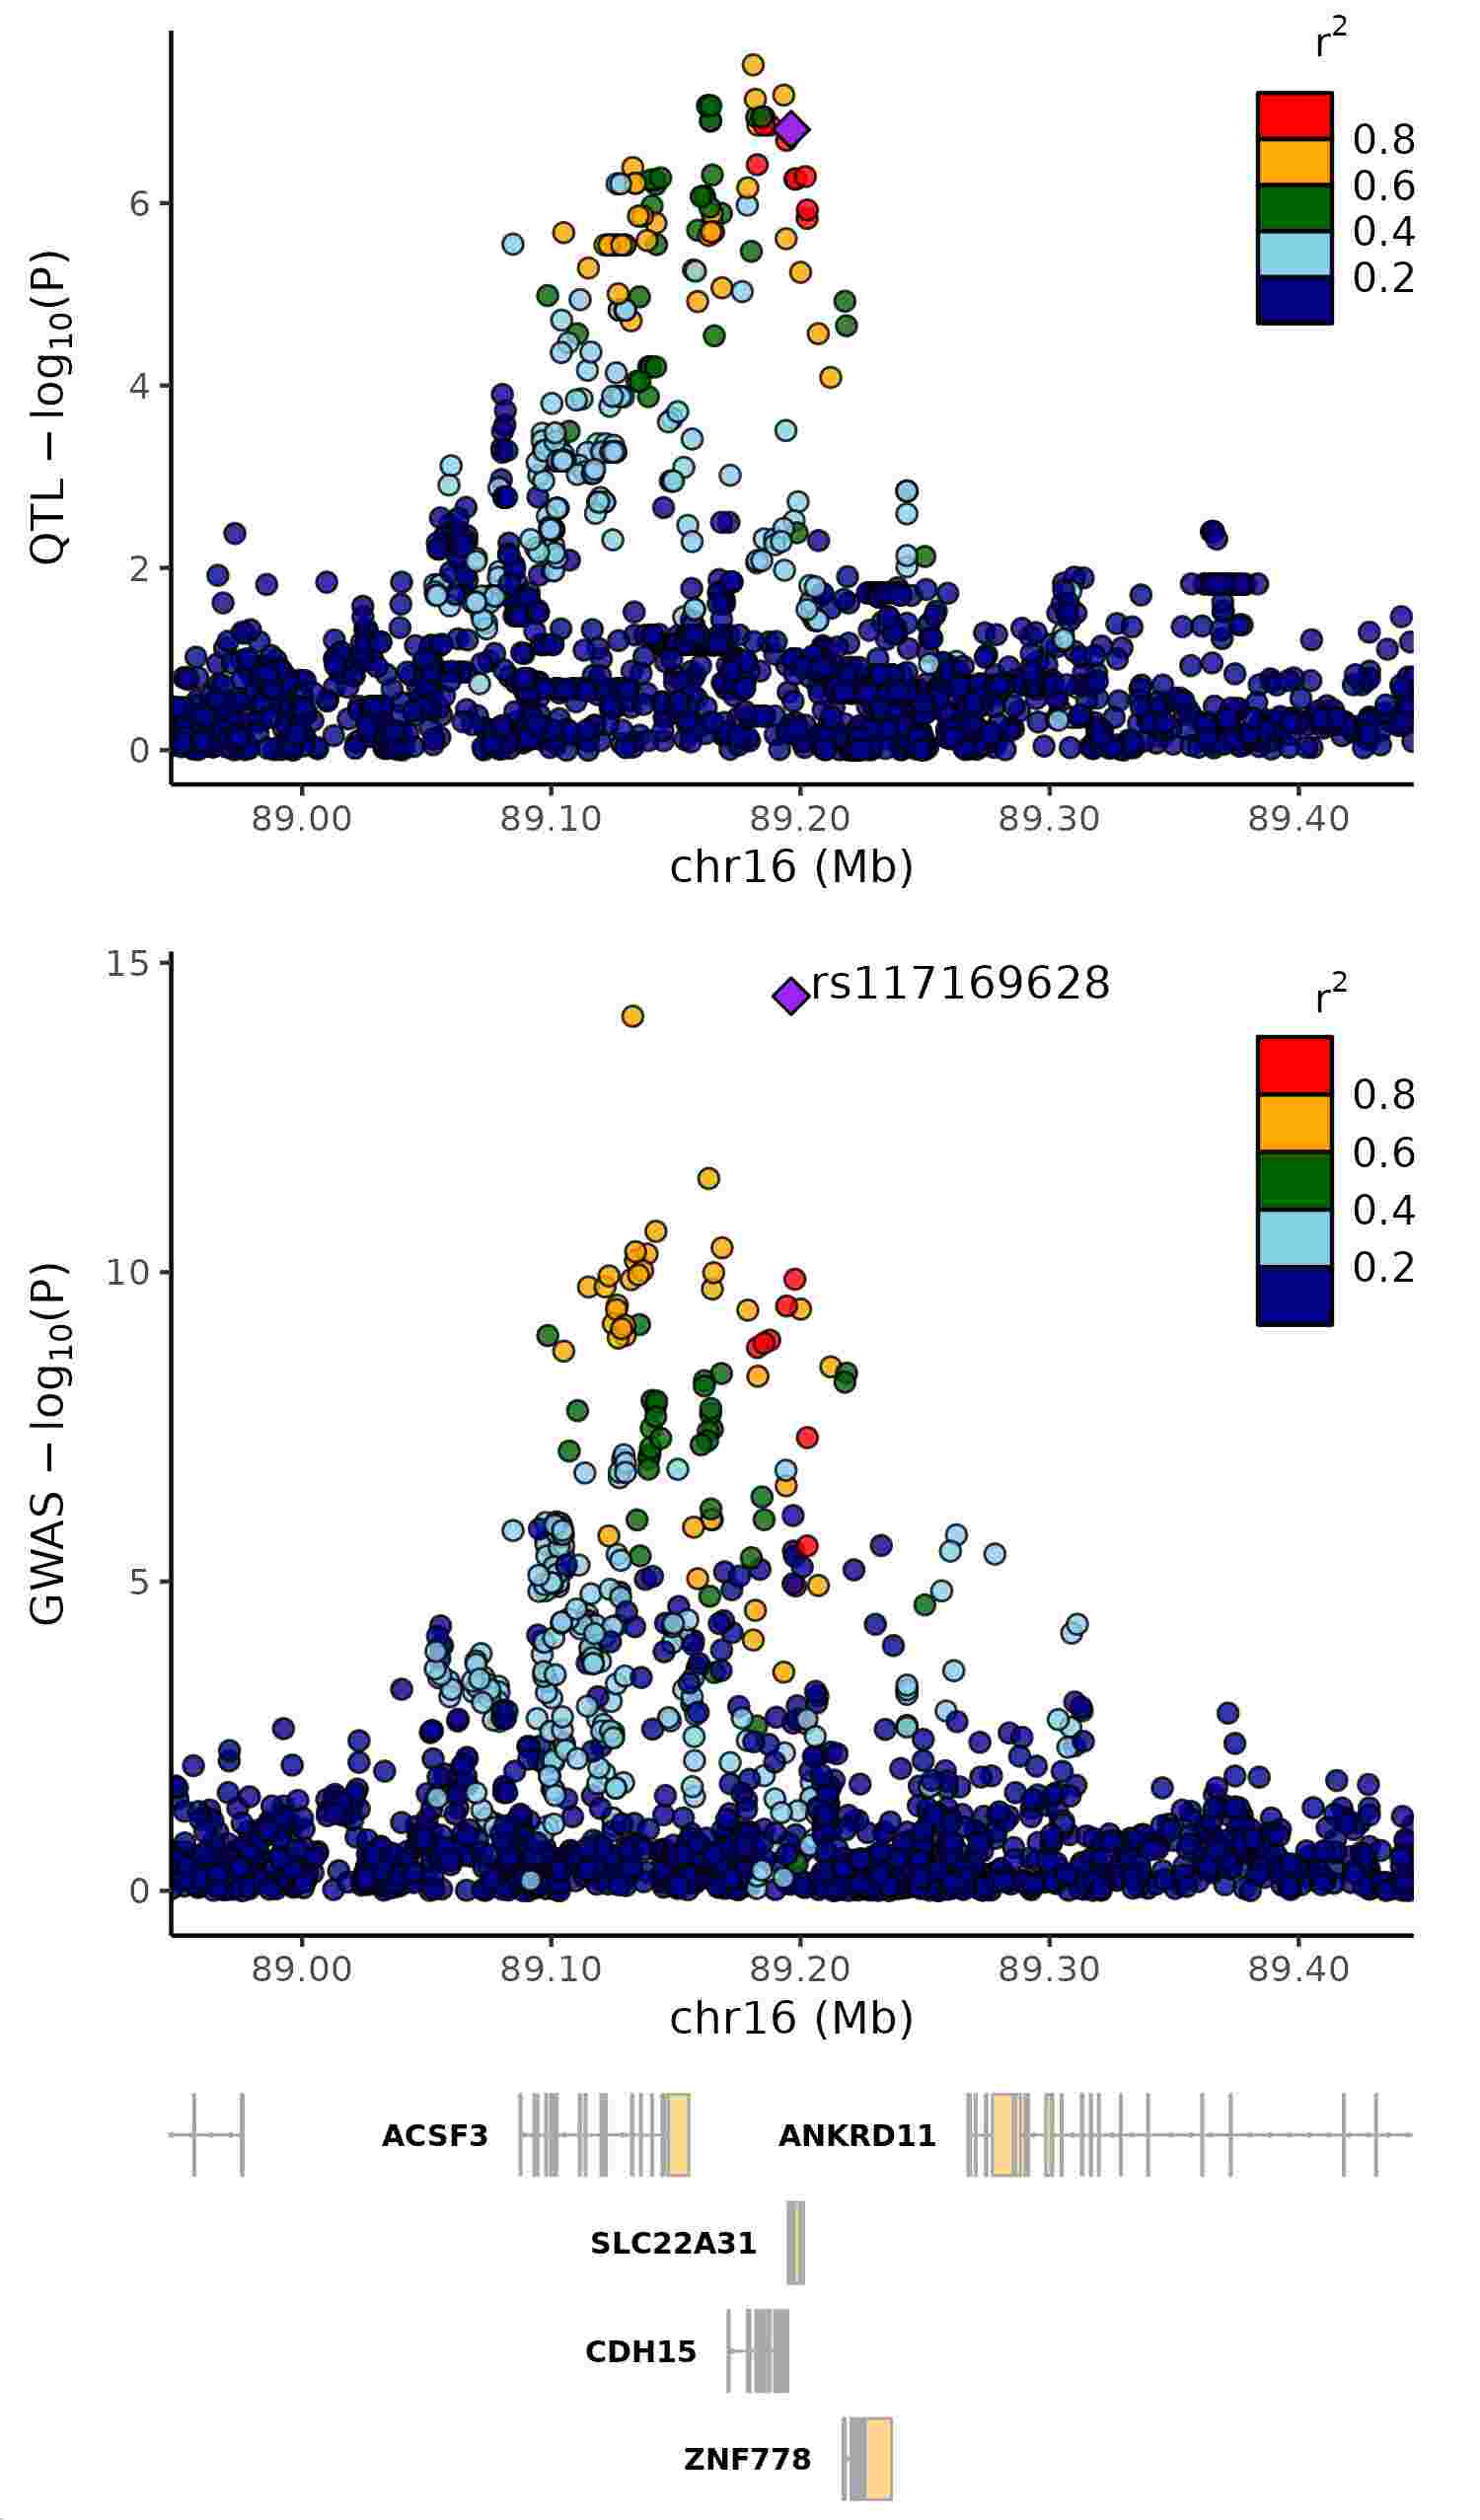 r²
0.8
0.6
0.4
0.2
QTL − log₁₀(P)
6
4
2
0
89.00 89.10 89.20 89.30 89.40
chr16 (Mb)
rs117169628
r²
0.8
0.6
0.4
0.2
GWAS − log₁₀(P)
15
10
5
0
89.00 89.10 89.20 89.30 89.40
chr16 (Mb)
ACSF3 ANKRD11
SLC22A31
CDH15
ZNF778